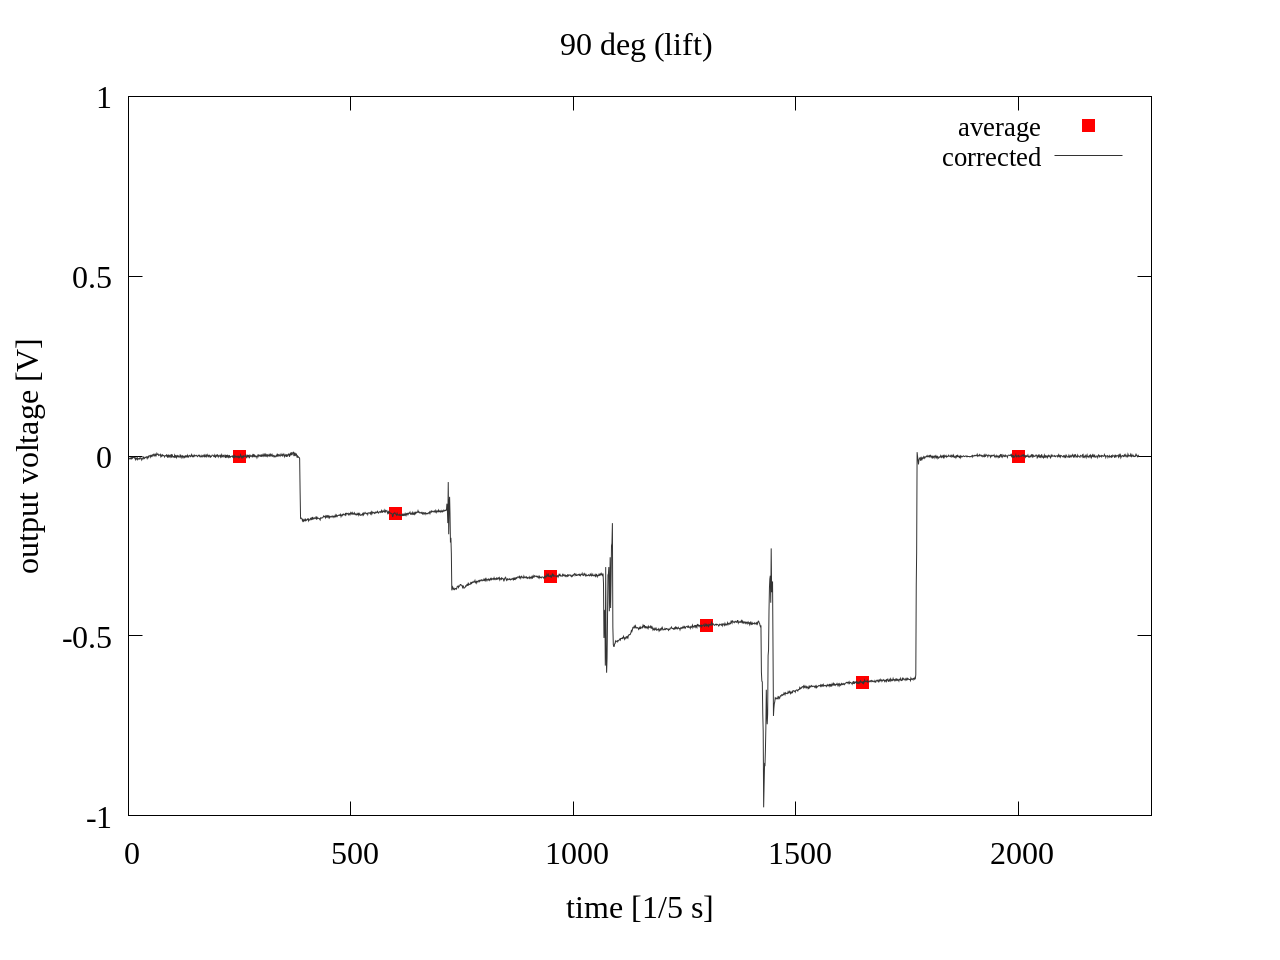 90 deg (lift)
average
corrected
1
0.5
0
-0.5
-1
output voltage [V]
0 500 1000 1500 2000
time [1/5 s]